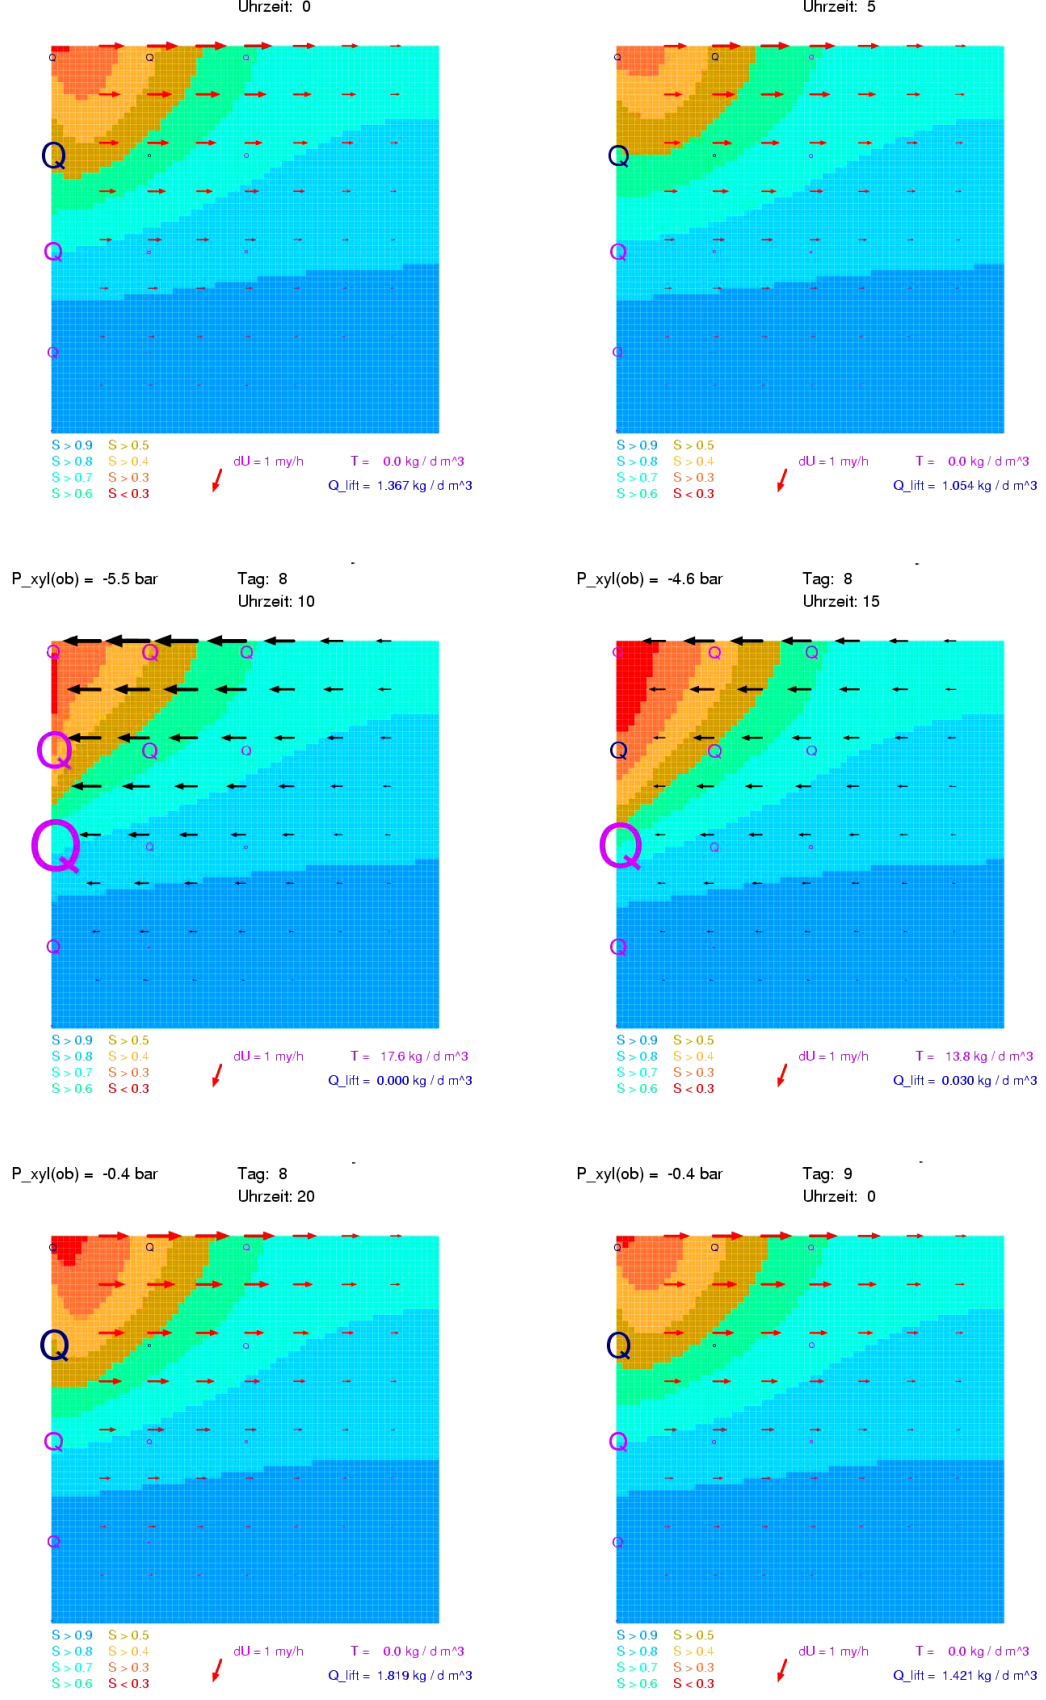 Uhrzeit: 0
Uhrzeit: 5
Q Q Q
Q Q Q
Q
Q
Q
Q
Q
Q
S > 0.9 S > 0.5
S > 0.8 S > 0.4 dU = 1 my/h T = 0.0 kg / d m^3
S > 0.7 S > 0.3 Q_lift = 1.367 kg / d m^3
S > 0.6 S < 0.3
S > 0.9 S > 0.5
S > 0.8 S > 0.4 dU = 1 my/h T = 0.0 kg / d m^3
S > 0.7 S > 0.3 Q_lift = 1.054 kg / d m^3
S > 0.6 S < 0.3
P_xyl(ob) = -5.5 bar Tag: 8
Uhrzeit: 10
P_xyl(ob) = -4.6 bar Tag: 8
Uhrzeit: 15
Q Q Q
Q Q Q
Q Q Q
Q Q Q
Q Q
Q Q
Q
Q
S > 0.9 S > 0.5
S > 0.8 S > 0.4 dU = 1 my/h T = 17.6 kg / d m^3
S > 0.7 S > 0.3 Q_lift = 0.000 kg / d m^3
S > 0.6 S < 0.3
S > 0.9 S > 0.5
S > 0.8 S > 0.4 dU = 1 my/h T = 13.8 kg / d m^3
S > 0.7 S > 0.3 Q_lift = 0.030 kg / d m^3
S > 0.6 S < 0.3
P_xyl(ob) = -0.4 bar Tag: 8
Uhrzeit: 20
P_xyl(ob) = -0.4 bar Tag: 9
Uhrzeit: 0
Q Q Q
Q Q Q
Q
Q
Q
Q
Q
Q
S > 0.9 S > 0.5
S > 0.8 S > 0.4 dU = 1 my/h T = 0.0 kg / d m^3
S > 0.7 S > 0.3 Q_lift = 1.819 kg / d m^3
S > 0.6 S < 0.3
S > 0.9 S > 0.5
S > 0.8 S > 0.4 dU = 1 my/h T = 0.0 kg / d m^3
S > 0.7 S > 0.3 Q_lift = 1.421 kg / d m^3
S > 0.6 S < 0.3